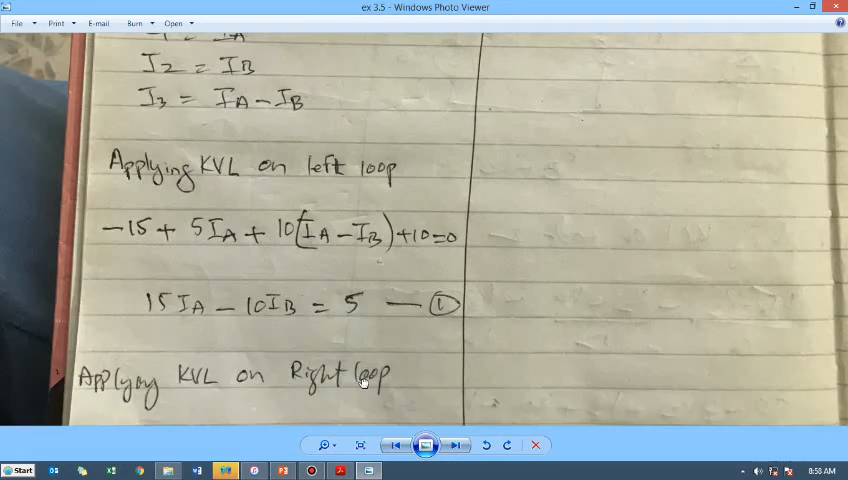 ex 3.5 - Windows Photo Viewer
File Print E-mail Burn Open
I2 = IB
I3 = IA - IB
Applying KVL on left loop
-15 + 5IA + 10(IA - IB) +10=0
15IA - 10IB = 5 — ①
Applying KVL on Right loop
Start
8:58 AM